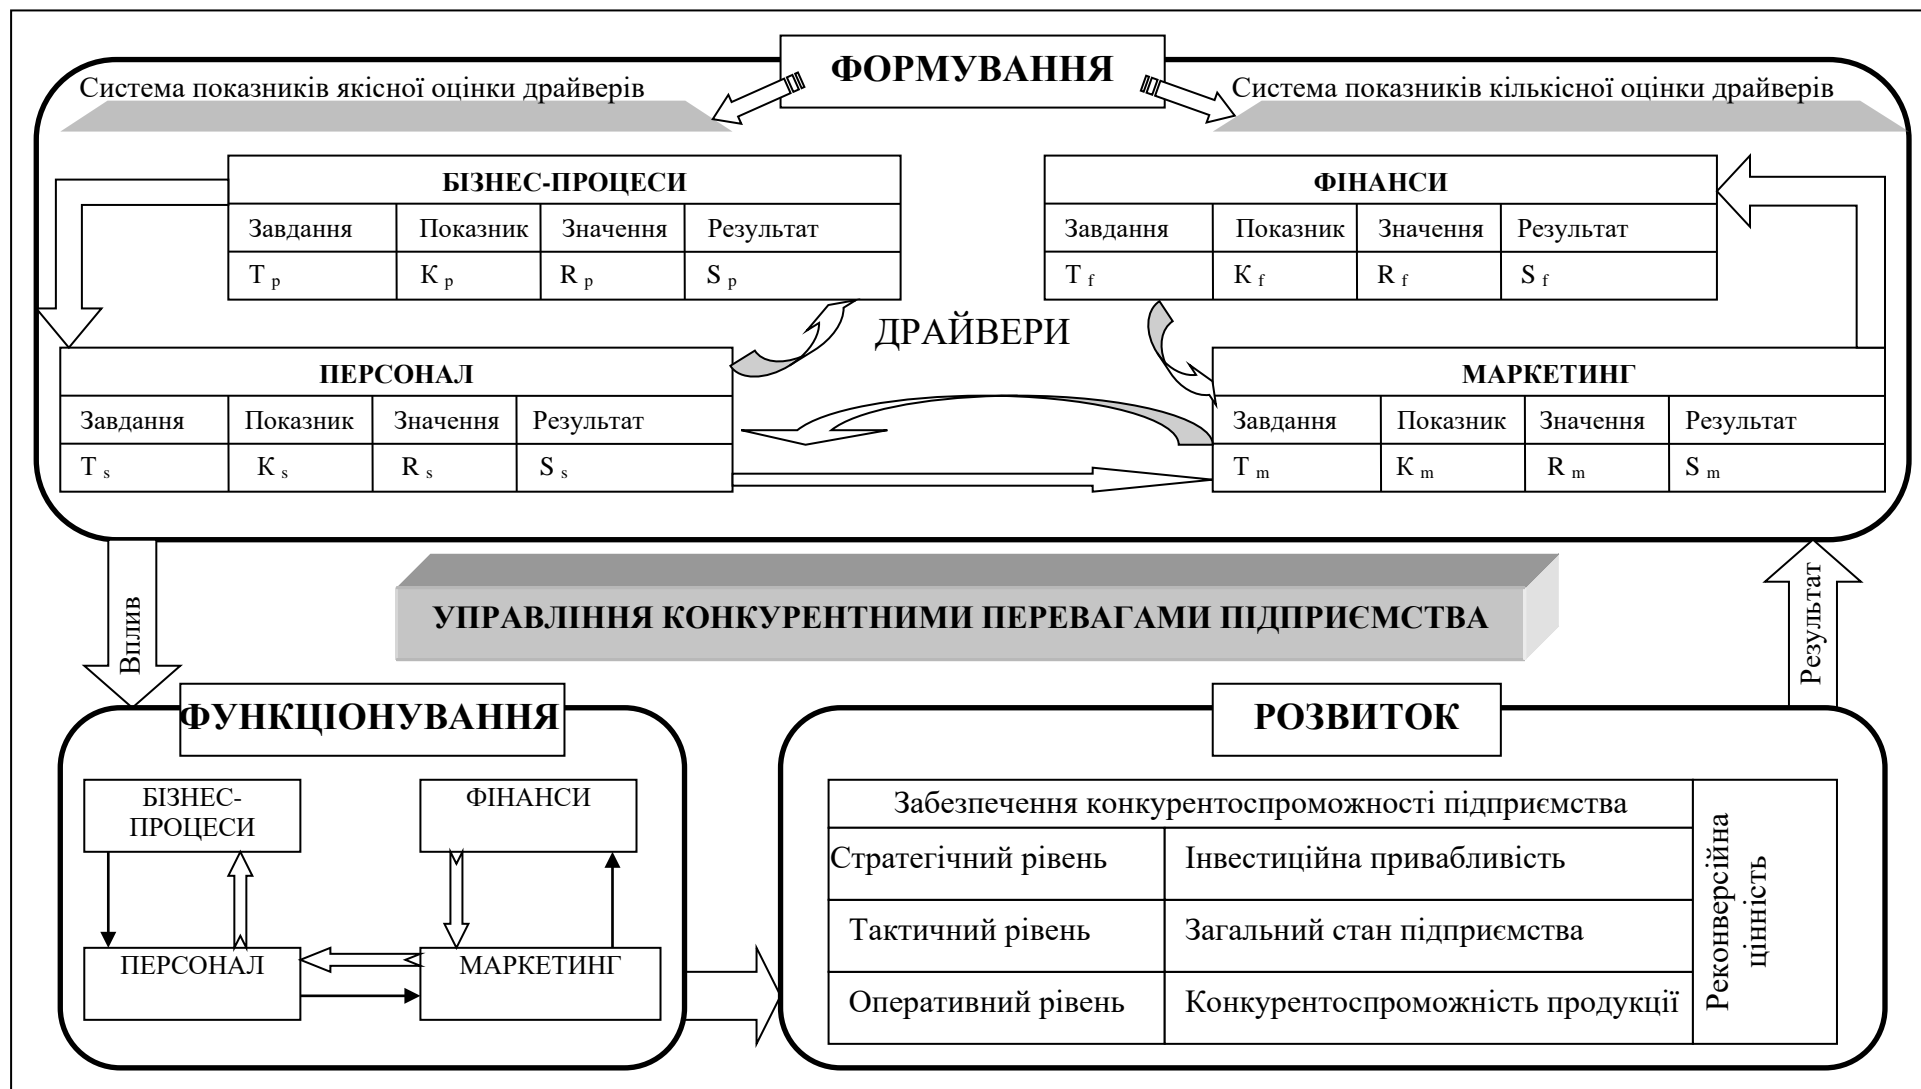 ФОРМУВАННЯ
Система показників якісної оцінки драйверів
Система показників кількісної оцінки драйверів
БІЗНЕС-ПРОЦЕСИ
Завдання Показник Значення Результат
T p K p R p S p
ФІНАНСИ
Завдання Показник Значення Результат
T f K f R f S f
ДРАЙВЕРИ
ПЕРСОНАЛ
Завдання Показник Значення Результат
T s K s R s S s
МАРКЕТИНГ
Завдання Показник Значення Результат
T m K m R m S m
Вплив
УПРАВЛІННЯ КОНКУРЕНТНИМИ ПЕРЕВАГАМИ ПІДПРИЄМСТВА
Результат
ФУНКЦІОНУВАННЯ
БІЗНЕС-
ПРОЦЕСИ
ФІНАНСИ
ПЕРСОНАЛ
МАРКЕТИНГ
РОЗВИТОК
Забезпечення конкурентоспроможності підприємства
Стратегічний рівень Інвестиційна привабливість
Тактичний рівень Загальний стан підприємства
Оперативний рівень Конкурентоспроможність продукції
Реконверсійна
цінність